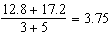 (12.8 + 17.2) / (3 + 5) = 3.75